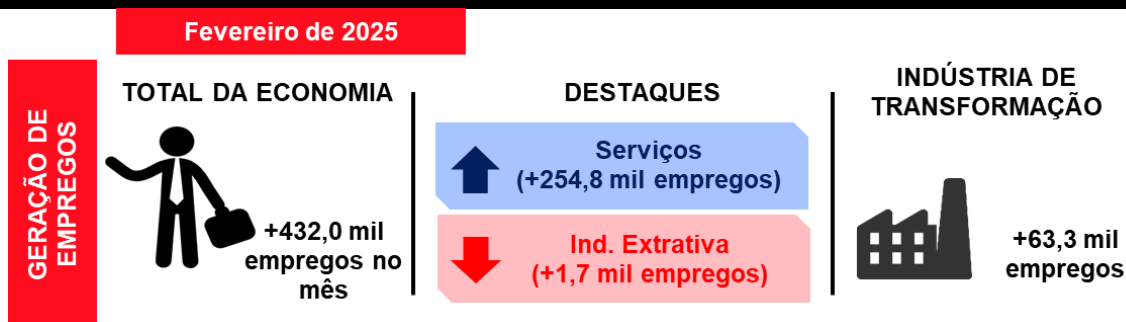 Fevereiro de 2025
GERAÇÃO DE
EMPREGOS
TOTAL DA ECONOMIA
+432,0 mil
empregos no
mês
DESTAQUES
Serviços
(+254,8 mil empregos)
Ind. Extrativa
(+1,7 mil empregos)
INDÚSTRIA DE
TRANSFORMAÇÃO
+63,3 mil
empregos